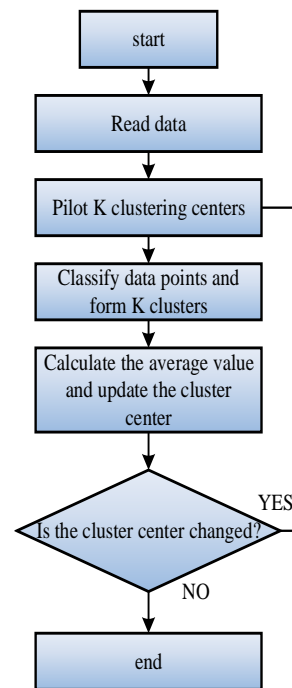 start
Read data
Pilot K clustering centers
Classify data points and
form K clusters
Calculate the average value
and update the cluster
center
YES
Is the cluster center changed?
NO
end